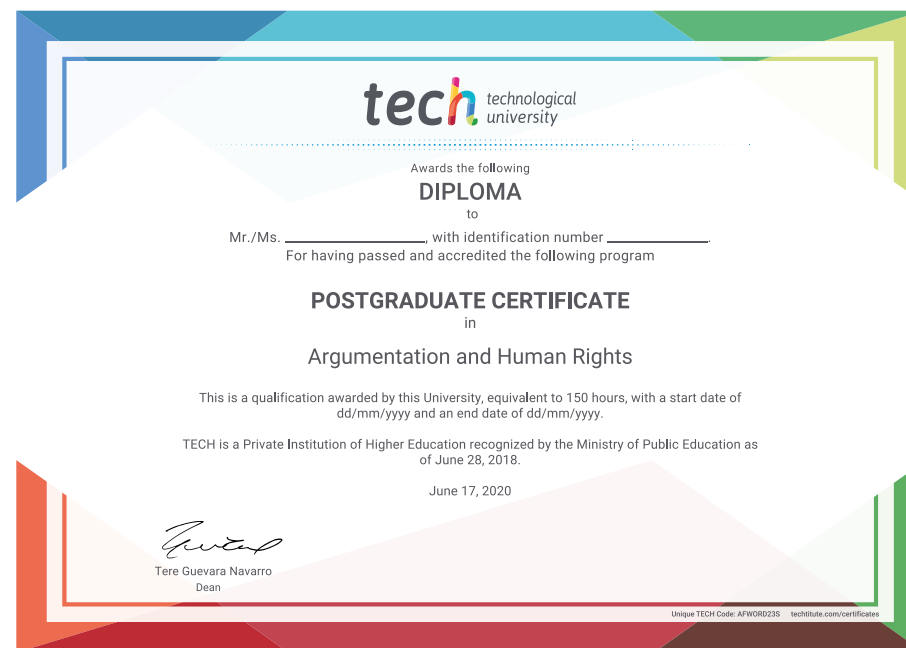 tech technological
university
Awards the following
DIPLOMA
to
Mr./Ms. ____________________, with identification number ______________.
For having passed and accredited the following program
POSTGRADUATE CERTIFICATE
in
Argumentation and Human Rights
This is a qualification awarded by this University, equivalent to 150 hours, with a start date of
dd/mm/yyyy and an end date of dd/mm/yyyy.
TECH is a Private Institution of Higher Education recognized by the Ministry of Public Education as
of June 28, 2018.
June 17, 2020
Tere Guevara Navarro
Dean
Unique TECH Code: AFWORD23S techtitute.com/certificates